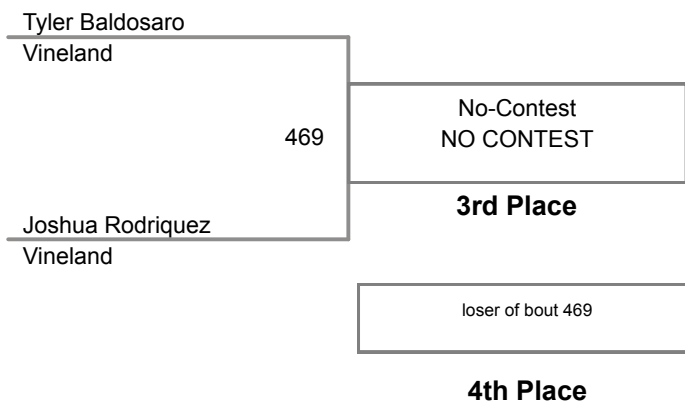 Tyler Baldosaro
Vineland
469
No-Contest
NO CONTEST
3rd Place
Joshua Rodriquez
Vineland
loser of bout 469
4th Place